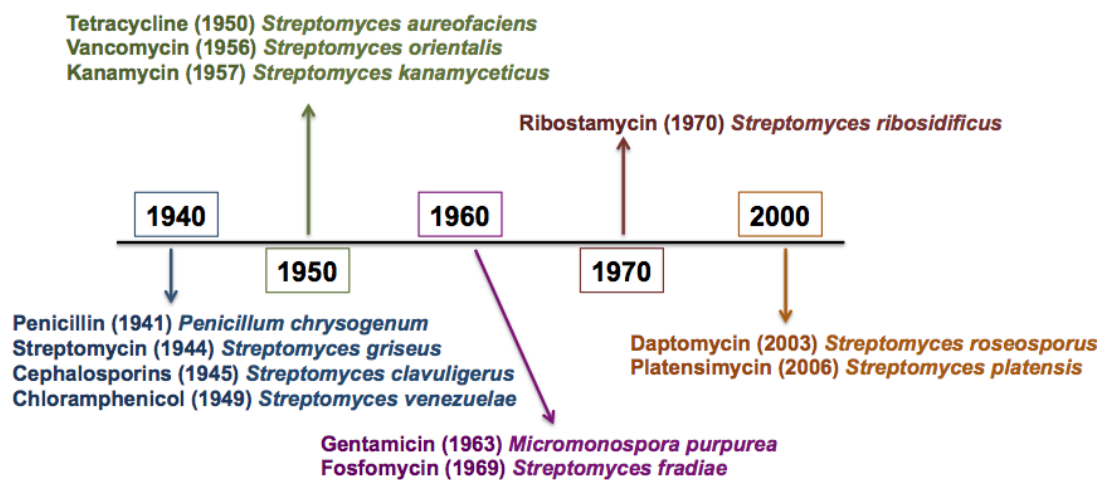 Tetracycline (1950) Streptomyces aureofaciens
Vancomycin (1956) Streptomyces orientalis
Kanamycin (1957) Streptomyces kanamyceticus
Ribostamycin (1970) Streptomyces ribosidificus
1940
1960
2000
1950
1970
Penicillin (1941) Penicillum chrysogenum
Streptomycin (1944) Streptomyces griseus
Cephalosporins (1945) Streptomyces clavuligerus
Chloramphenicol (1949) Streptomyces venezuelae
Daptomycin (2003) Streptomyces roseosporus
Platensimycin (2006) Streptomyces platensis
Gentamicin (1963) Micromonospora purpurea
Fosfomycin (1969) Streptomyces fradiae